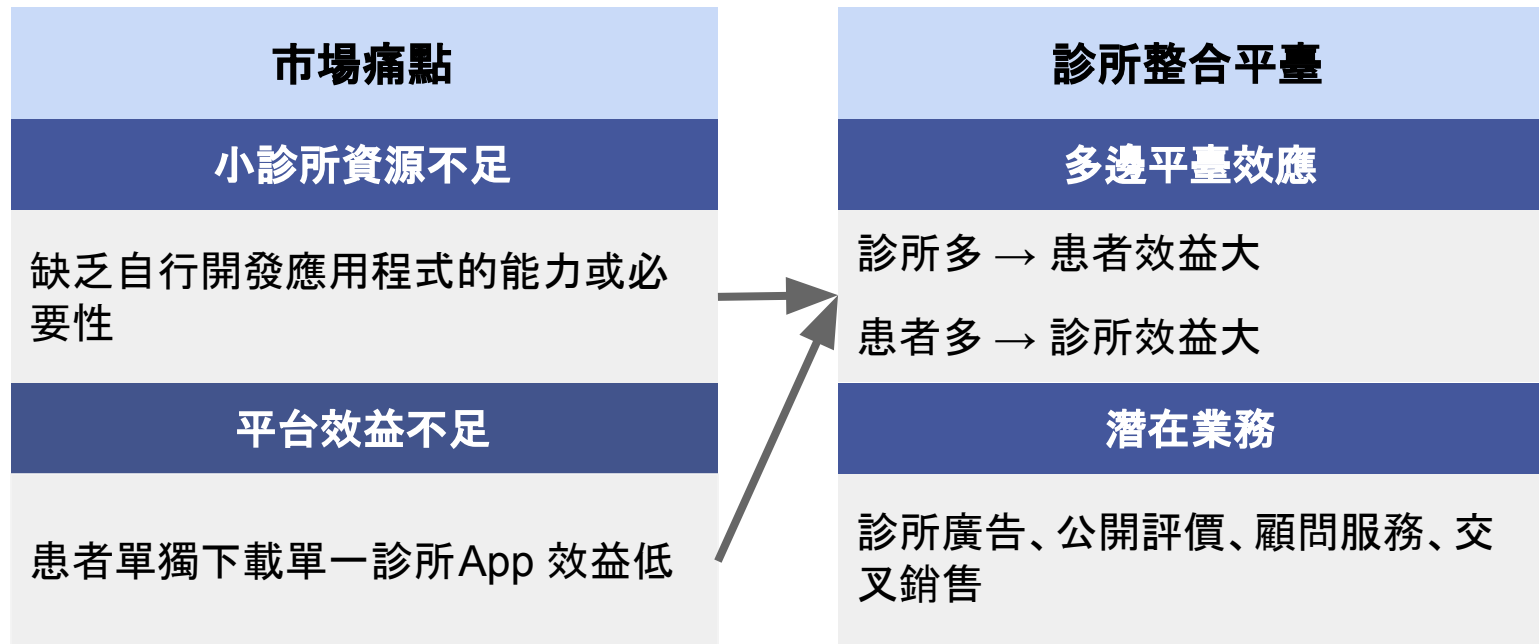 市場痛點
小診所資源不足
缺乏自行開發應用程式的能力或必
要性
平台效益不足
患者單獨下載單一診所App 效益低
診所整合平臺
多邊平臺效應
診所多 → 患者效益大
患者多 → 診所效益大
潛在業務
診所廣告、公開評價、顧問服務、交
叉銷售